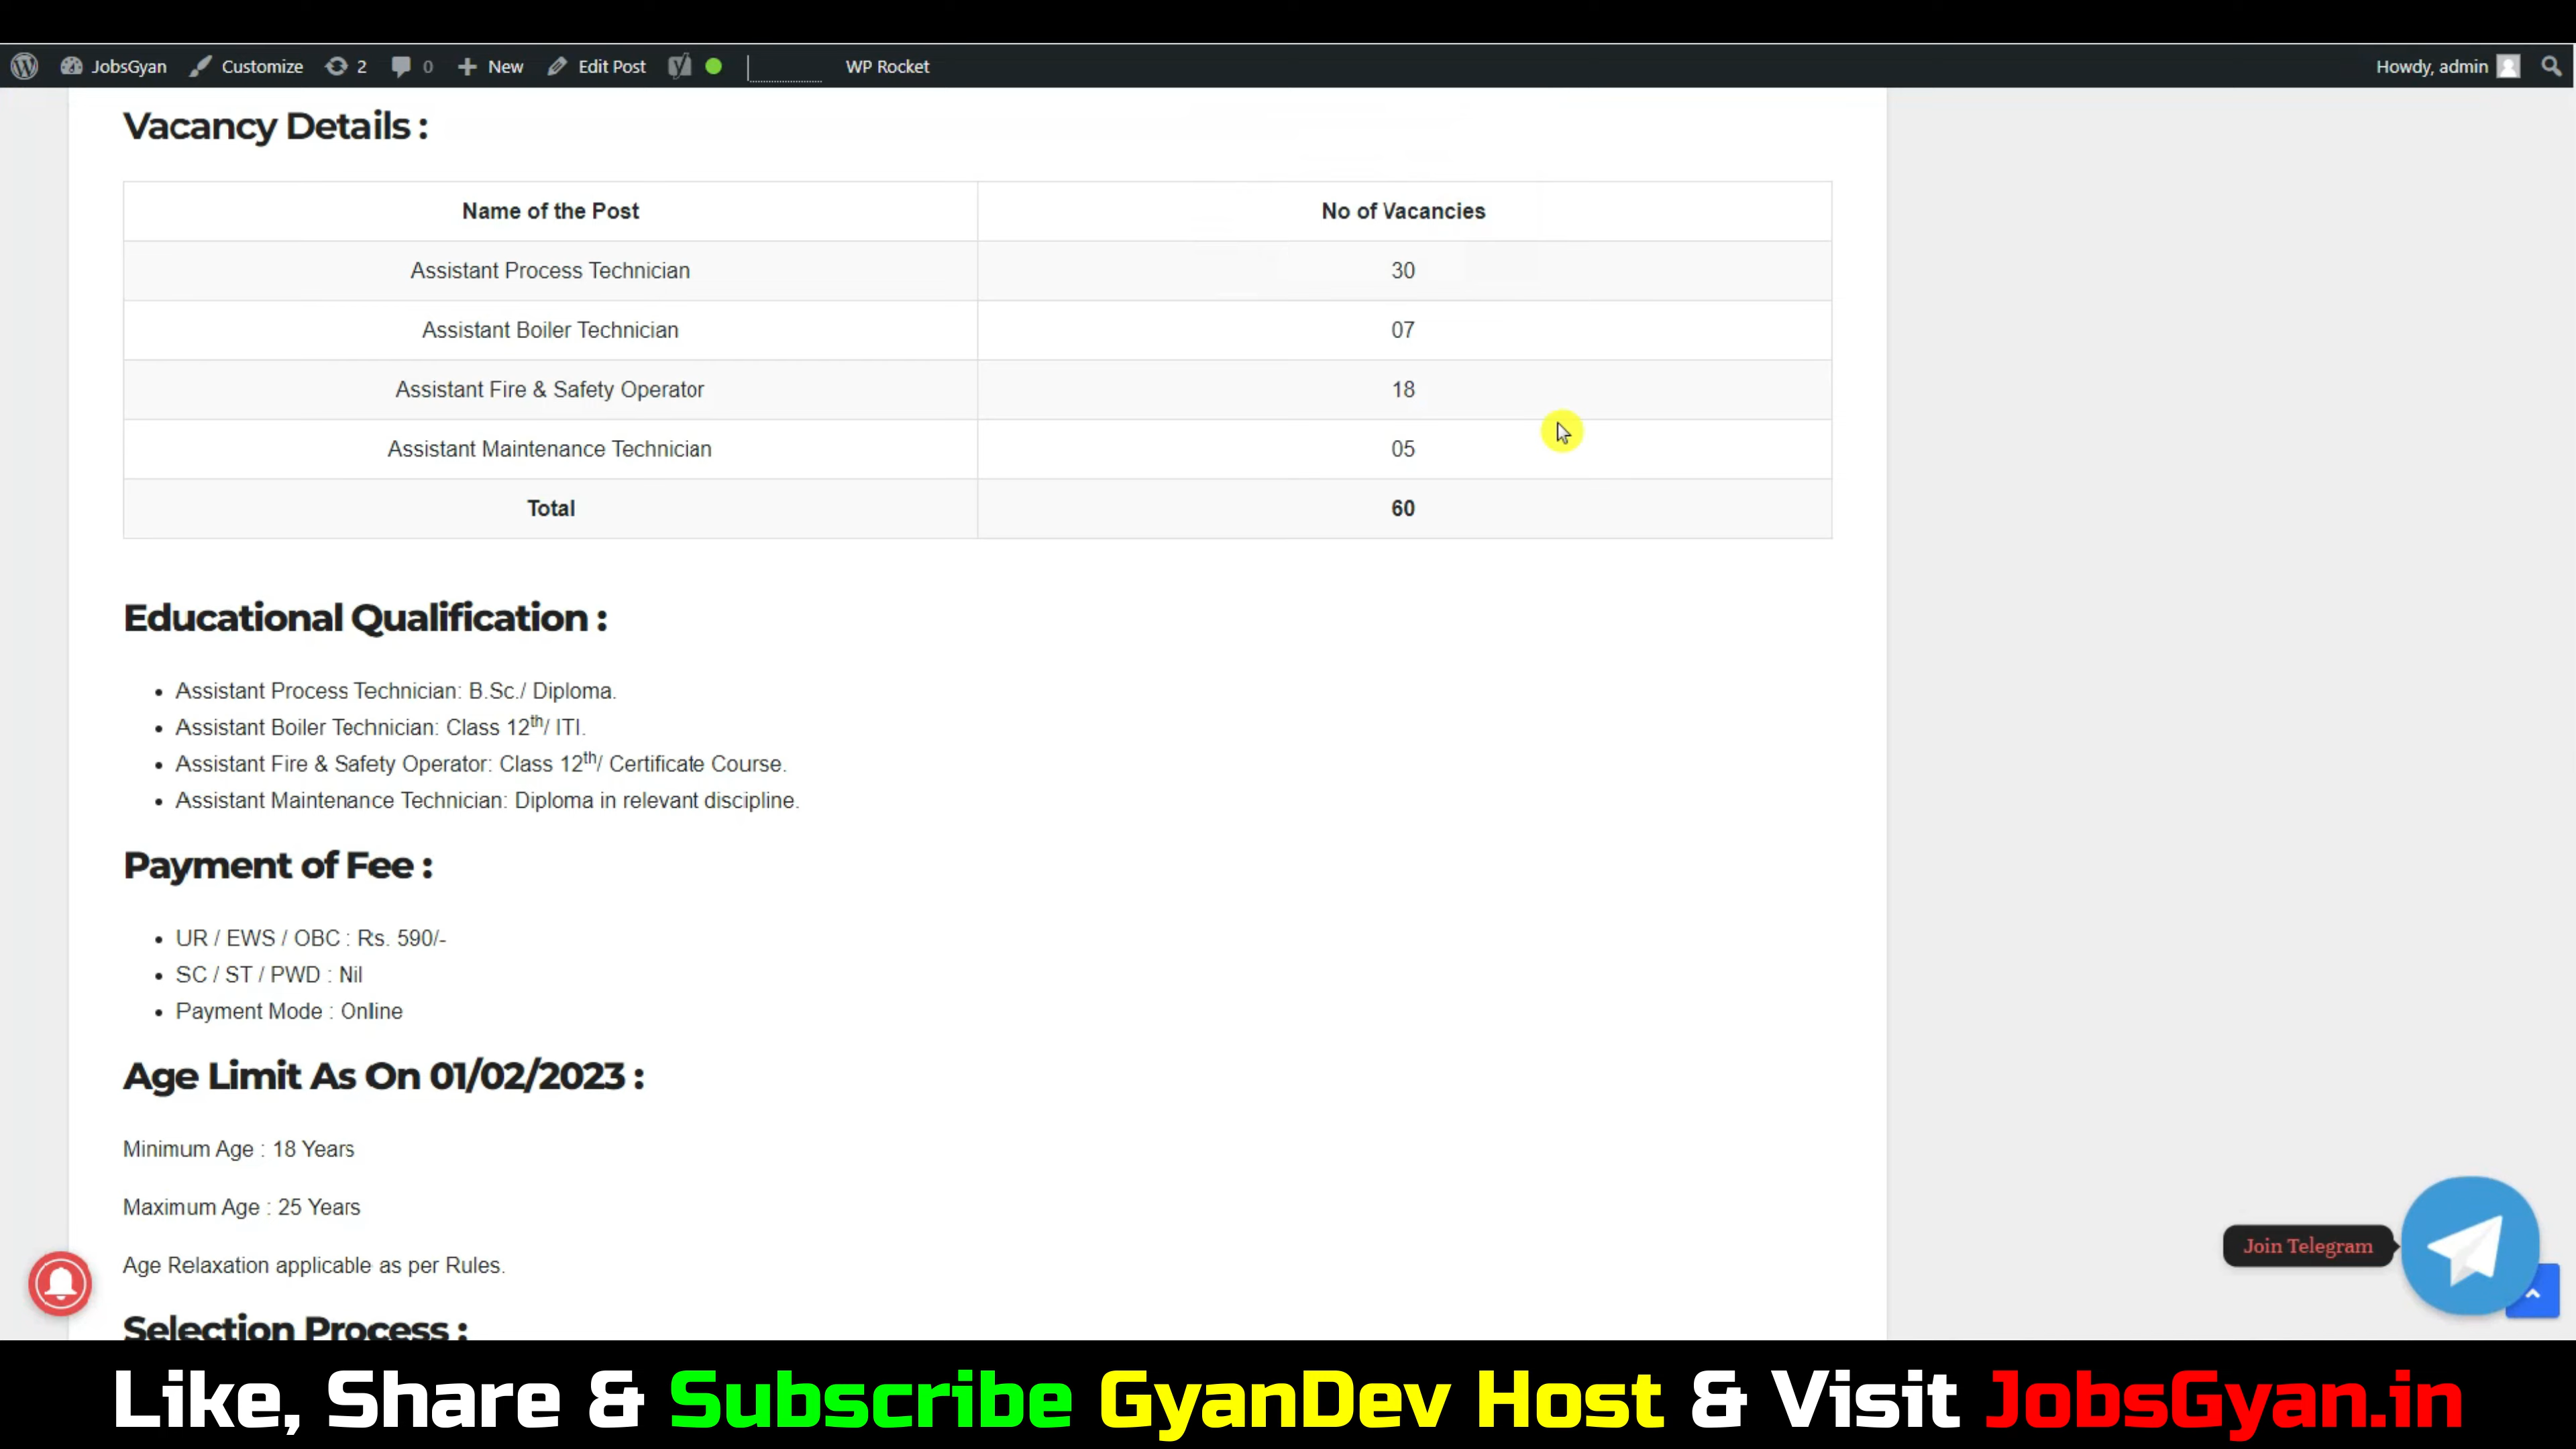 JobsGyan Customize 2 0 New Edit Post WP Rocket Howdy, admin
Vacancy Details :
Name of the Post No of Vacancies
Assistant Process Technician 30
Assistant Boiler Technician 07
Assistant Fire & Safety Operator 18
Assistant Maintenance Technician 05
Total 60
Educational Qualification :
• Assistant Process Technician: B.Sc./ Diploma.
• Assistant Boiler Technician: Class 12th/ ITI.
• Assistant Fire & Safety Operator: Class 12th/ Certificate Course.
• Assistant Maintenance Technician: Diploma in relevant discipline.
Payment of Fee :
• UR / EWS / OBC : Rs. 590/-
• SC / ST / PWD : Nil
• Payment Mode : Online
Age Limit As On 01/02/2023 :
Minimum Age : 18 Years
Maximum Age : 25 Years
Join Telegram
Age Relaxation applicable as per Rules.
Selection Process :
Like, Share & Subscribe GyanDev Host & Visit JobsGyan.in